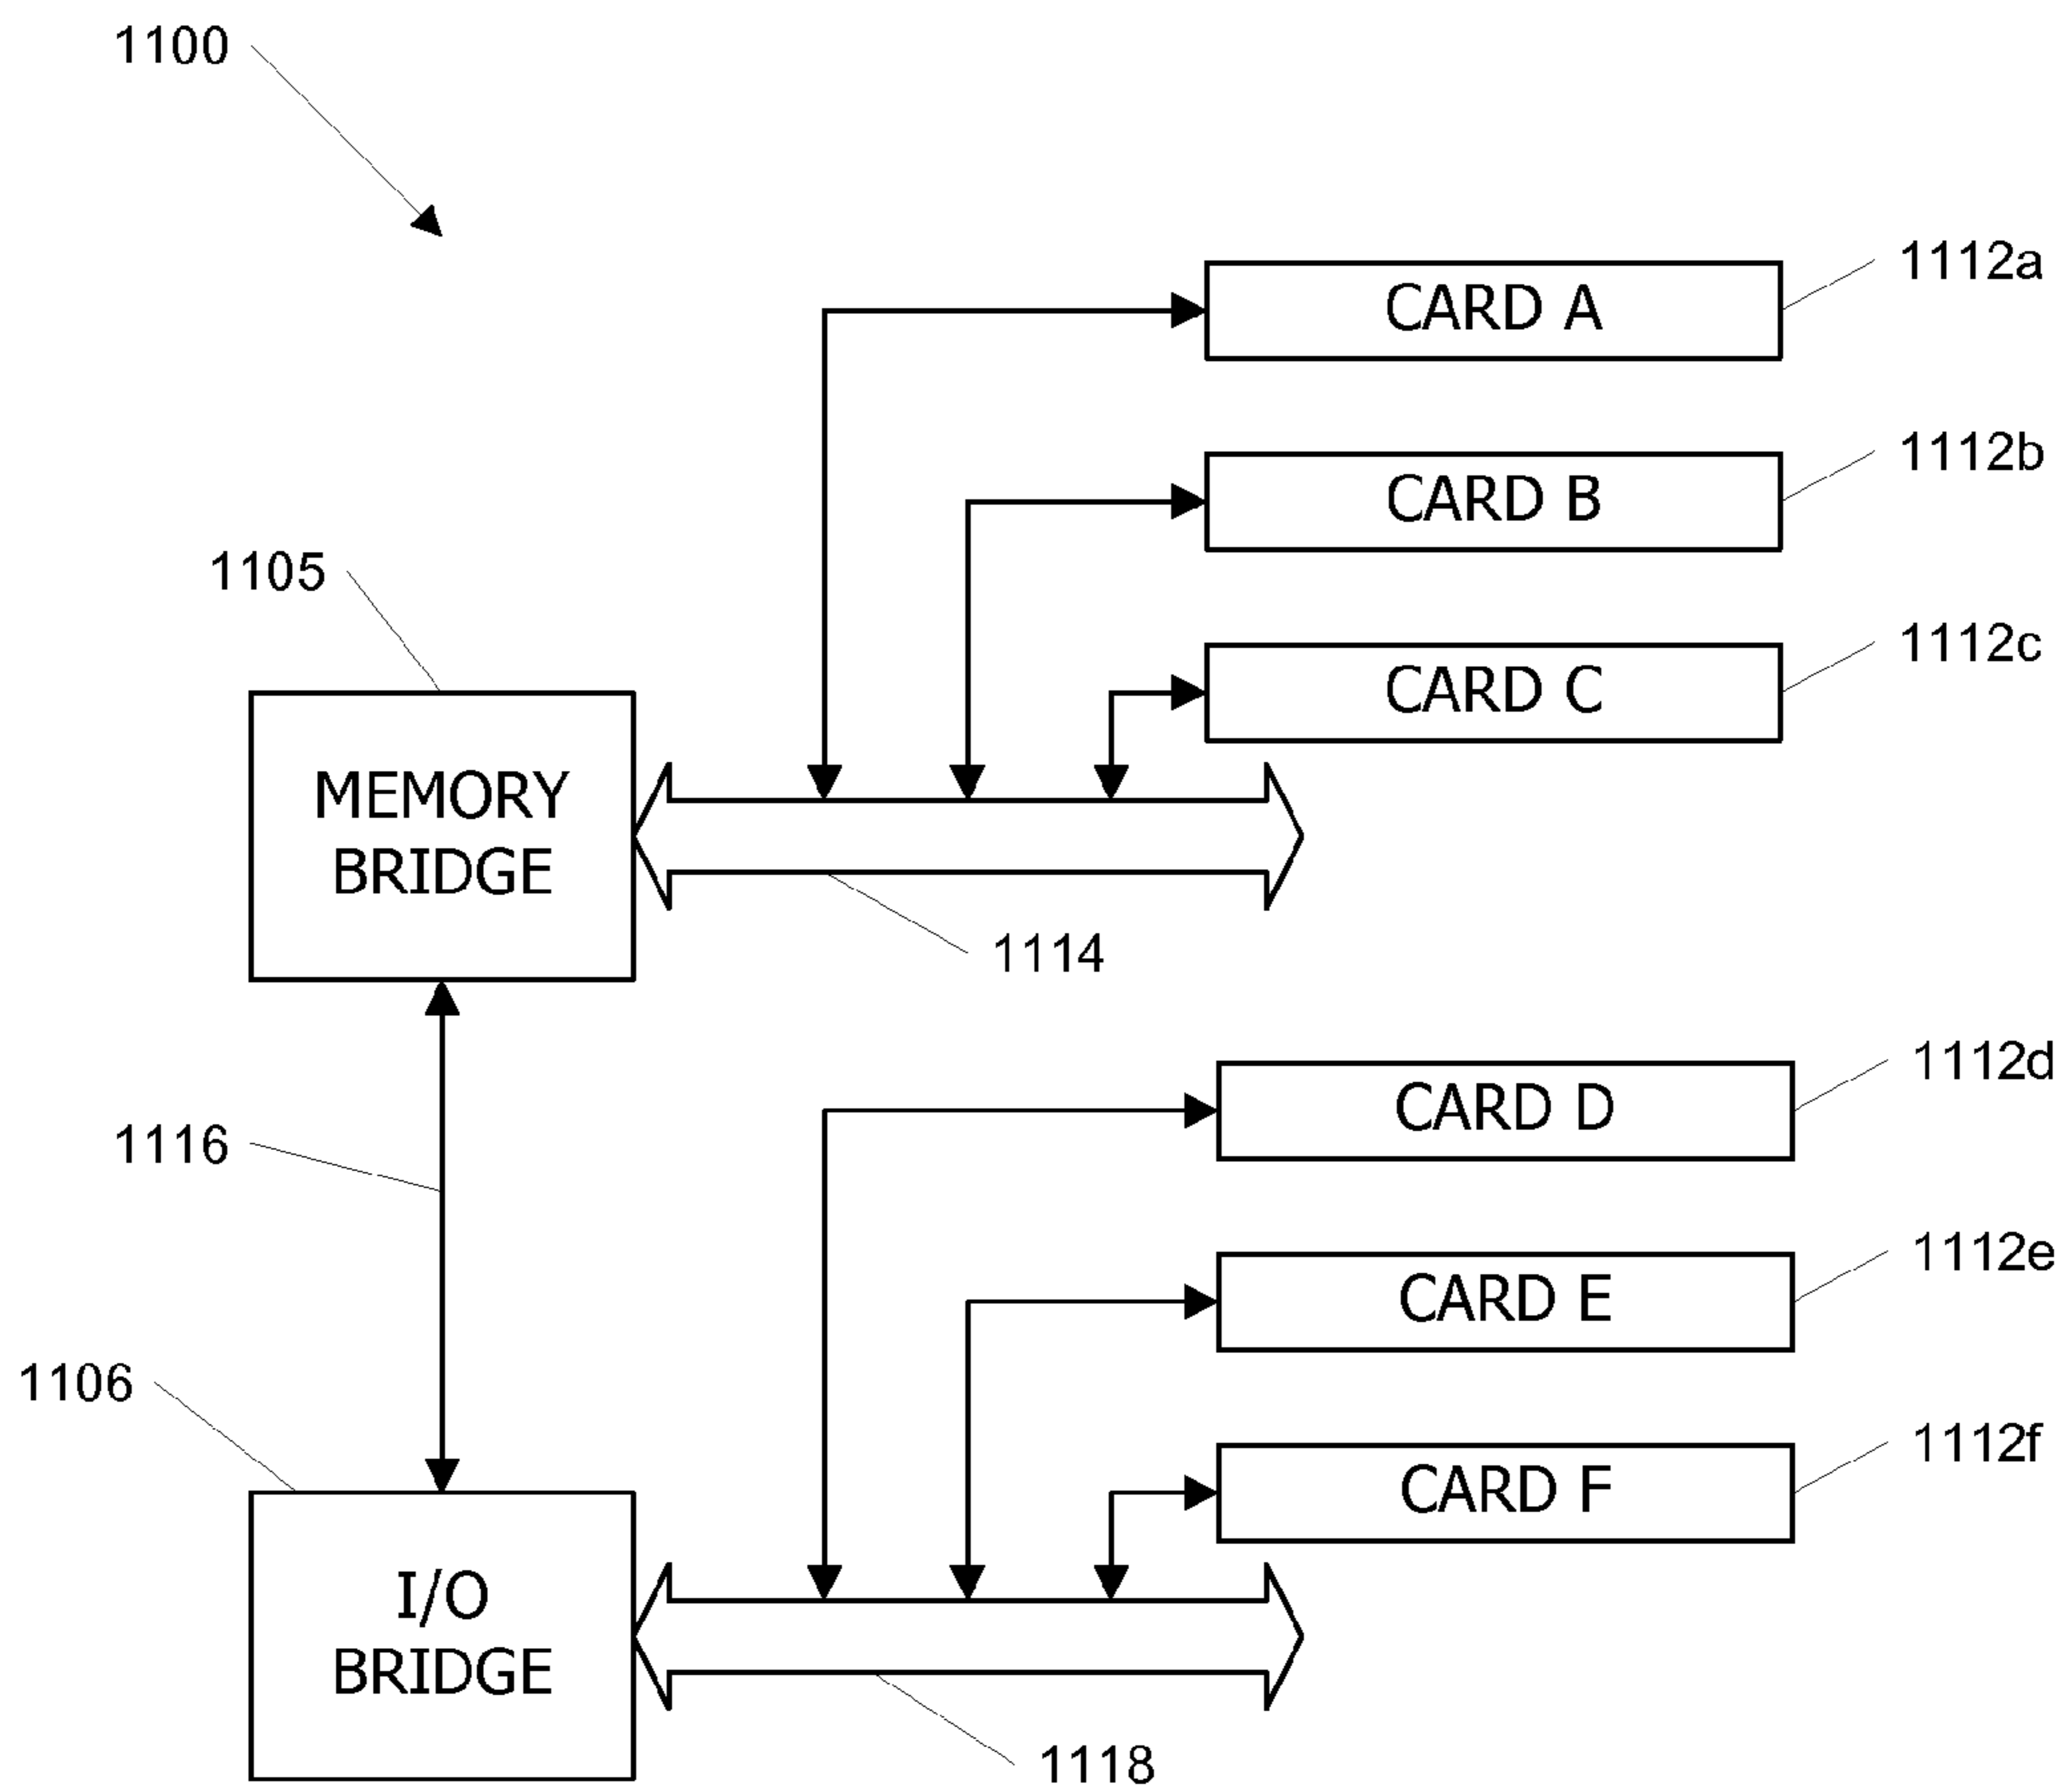 1100
1112a
CARD A
1112b
CARD B
1105
1112c
CARD C
MEMORY
BRIDGE
1114
1112d
CARD D
1116
1112e
CARD E
1106
1112f
CARD F
I/O
BRIDGE
1118